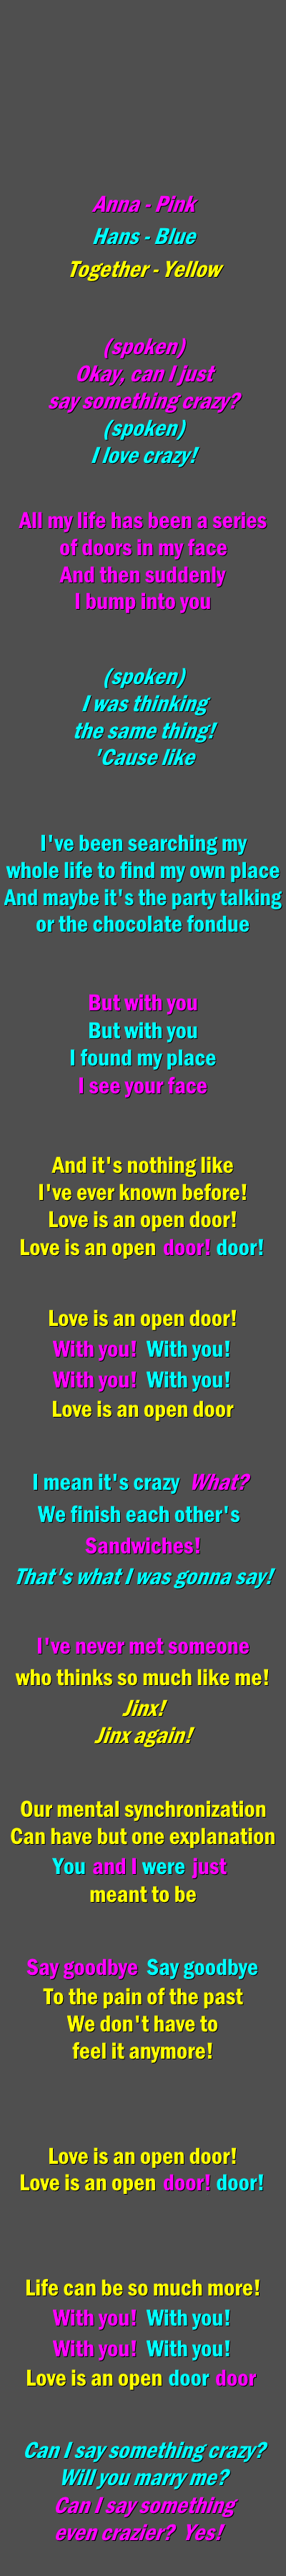 Anna - Pink
Hans - Blue
Together - Yellow
(spoken)
Okay, can I just
say something crazy?
(spoken)
I love crazy!
All my life has been a series
of doors in my face
And then suddenly
I bump into you
(spoken)
I was thinking
the same thing!
'Cause like
I've been searching my
whole life to find my own place
And maybe it's the party talking
or the chocolate fondue
But with you
But with you
I found my place
I see your face
And it's nothing like
I've ever known before!
Love is an open door!
Love is an open door! door!
Love is an open door!
With you! With you!
With you! With you!
Love is an open door
I mean it's crazy What?
We finish each other's
Sandwiches!
That's what I was gonna say!
I've never met someone
who thinks so much like me!
Jinx!
Jinx again!
Our mental synchronization
Can have but one explanation
You and I were just
meant to be
Say goodbye Say goodbye
To the pain of the past
We don't have to
feel it anymore!
Love is an open door!
Love is an open door! door!
Life can be so much more!
With you! With you!
With you! With you!
Love is an open door door
Can I say something crazy?
Will you marry me?
Can I say something
even crazier? Yes!